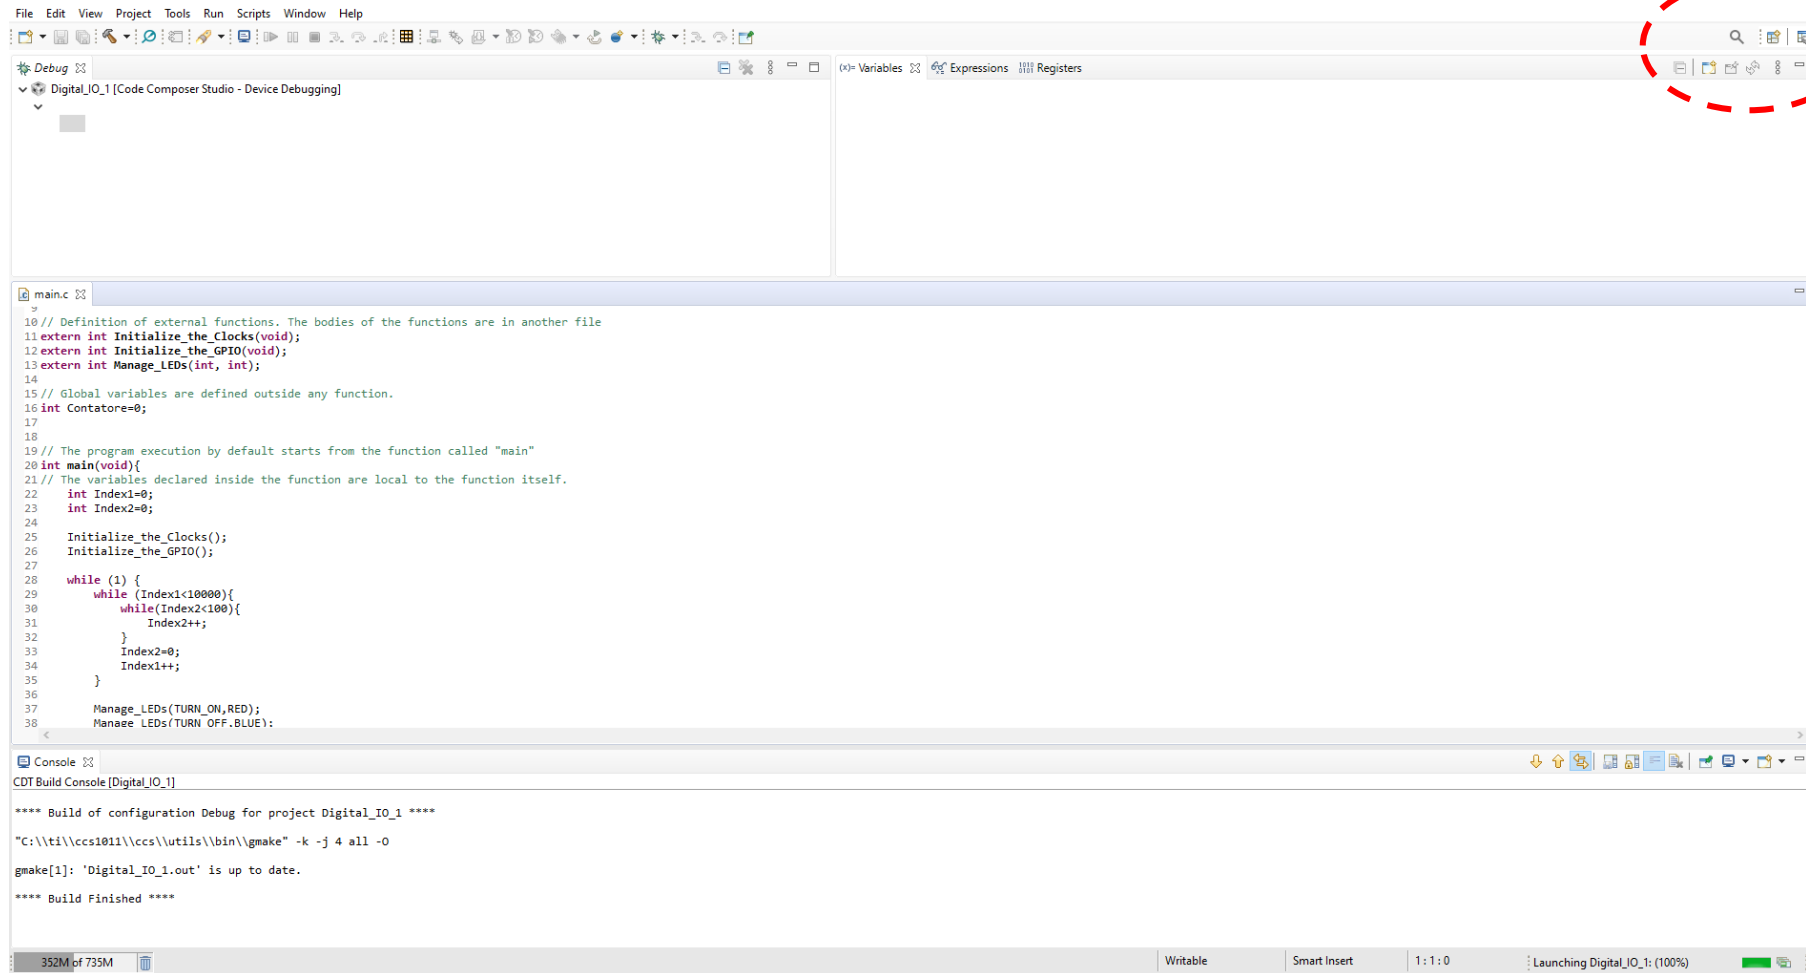 File Edit View Project Tools Run Scripts Window Help
Debug
(x)= Variables
Expressions
1010 0101 Registers
Digital_IO_1 [Code Composer Studio - Device Debugging]
main.c
9
10 // Definition of external functions. The bodies of the functions are in another file
11 extern int Initialize_the_Clocks(void);
12 extern int Initialize_the_GPIO(void);
13 extern int Manage_LEDs(int, int);
14
15 // Global variables are defined outside any function.
16 int Contatore=0;
17
18
19 // The program execution by default starts from the function called "main"
20 int main(void){
21 // The variables declared inside the function are local to the function itself.
22 int Index1=0;
23 int Index2=0;
24
25 Initialize_the_Clocks();
26 Initialize_the_GPIO();
27
28 while (1) {
29 while (Index1<10000){
30 while(Index2<100){
31 Index2++;
32 }
33 Index2=0;
34 Index1++;
35 }
36
37 Manage_LEDs(TURN_ON,RED);
38 Manage_LEDs(TURN_OFF,BLUE);
Console
CDT Build Console [Digital_IO_1]
**** Build of configuration Debug for project Digital_IO_1 ****
"C:\\ti\\ccs1011\\ccs\\utils\\bin\\gmake" -k -j 4 all -O
gmake[1]: 'Digital_IO_1.out' is up to date.
**** Build Finished ****
352M of 735M
Writable
Smart Insert
1 : 1 : 0
Launching Digital_IO_1: (100%)